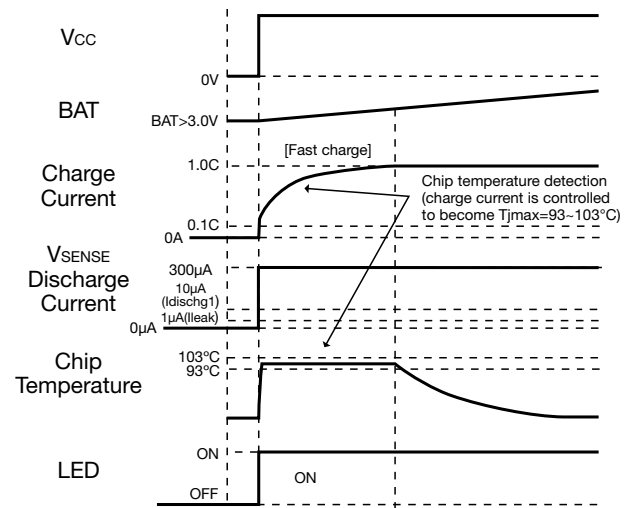 VCC
0V
BAT
BAT>3.0V
[Fast charge]
1.0C
Charge
Current
Chip temperature detection
(charge current is controlled
to become Tjmax=93~103°C)
0.1C
0A
VSENSE
Discharge
Current
300µA
10µA
(Idischg1)
1µA(Ileak)
0µA
Chip
Temperature
103°C
93°C
LED
ON
ON
OFF